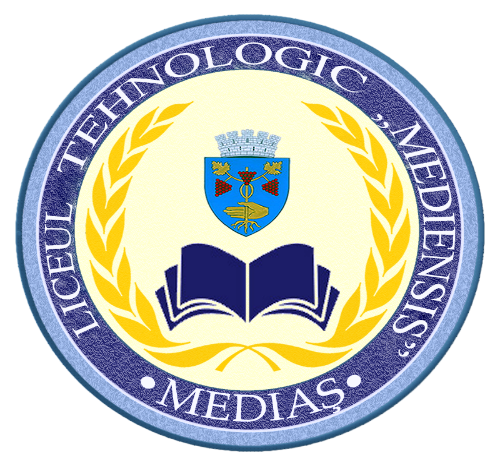 LICEUL TEHNOLOGIC „MEDIENSIS“
• MEDIAŞ •